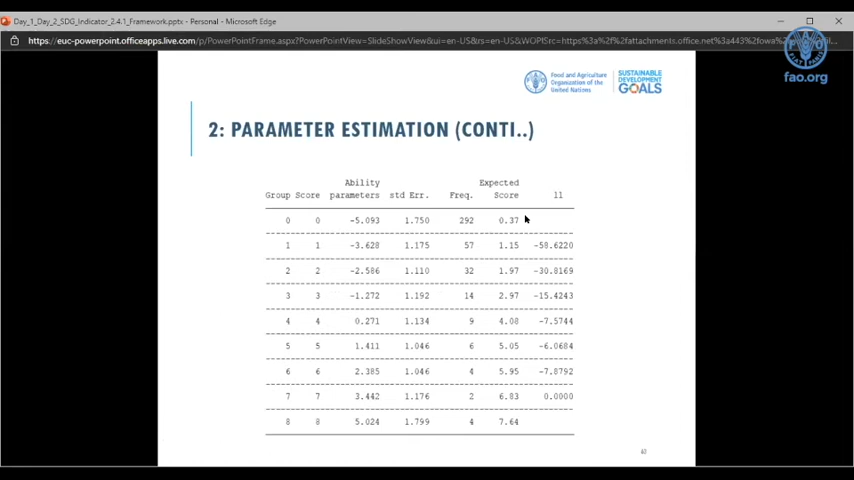 Day_1_Day_2_SDG_Indicator_2.4.1_Framework.pptx - Personal - Microsoft Edge
https://euc-powerpoint.officeapps.live.com/p/PowerPointFrame.aspx?PowerPointView=SlideShowView&ui=en-US&rs=en-US&WOPISrc=https%3a%2f%2fattachments.office.net%3a443%2fowa%2
fao.org
Food and Agriculture
Organization of the
United Nations
SUSTAINABLE
DEVELOPMENT
GOALS
2: PARAMETER ESTIMATION (CONTI..)
Ability Expected
Group Score parameters std Err. Freq. Score ll
0 0 -5.093 1.750 292 0.37
1 1 -3.628 1.175 57 1.15 -58.6220
2 2 -2.586 1.110 32 1.97 -30.8169
3 3 -1.272 1.192 14 2.97 -15.4243
4 4 0.271 1.134 9 4.08 -7.5744
5 5 1.411 1.046 6 5.05 -6.0684
6 6 2.385 1.046 4 5.95 -7.8792
7 7 3.442 1.176 2 6.83 0.0000
8 8 5.024 1.799 4 7.64